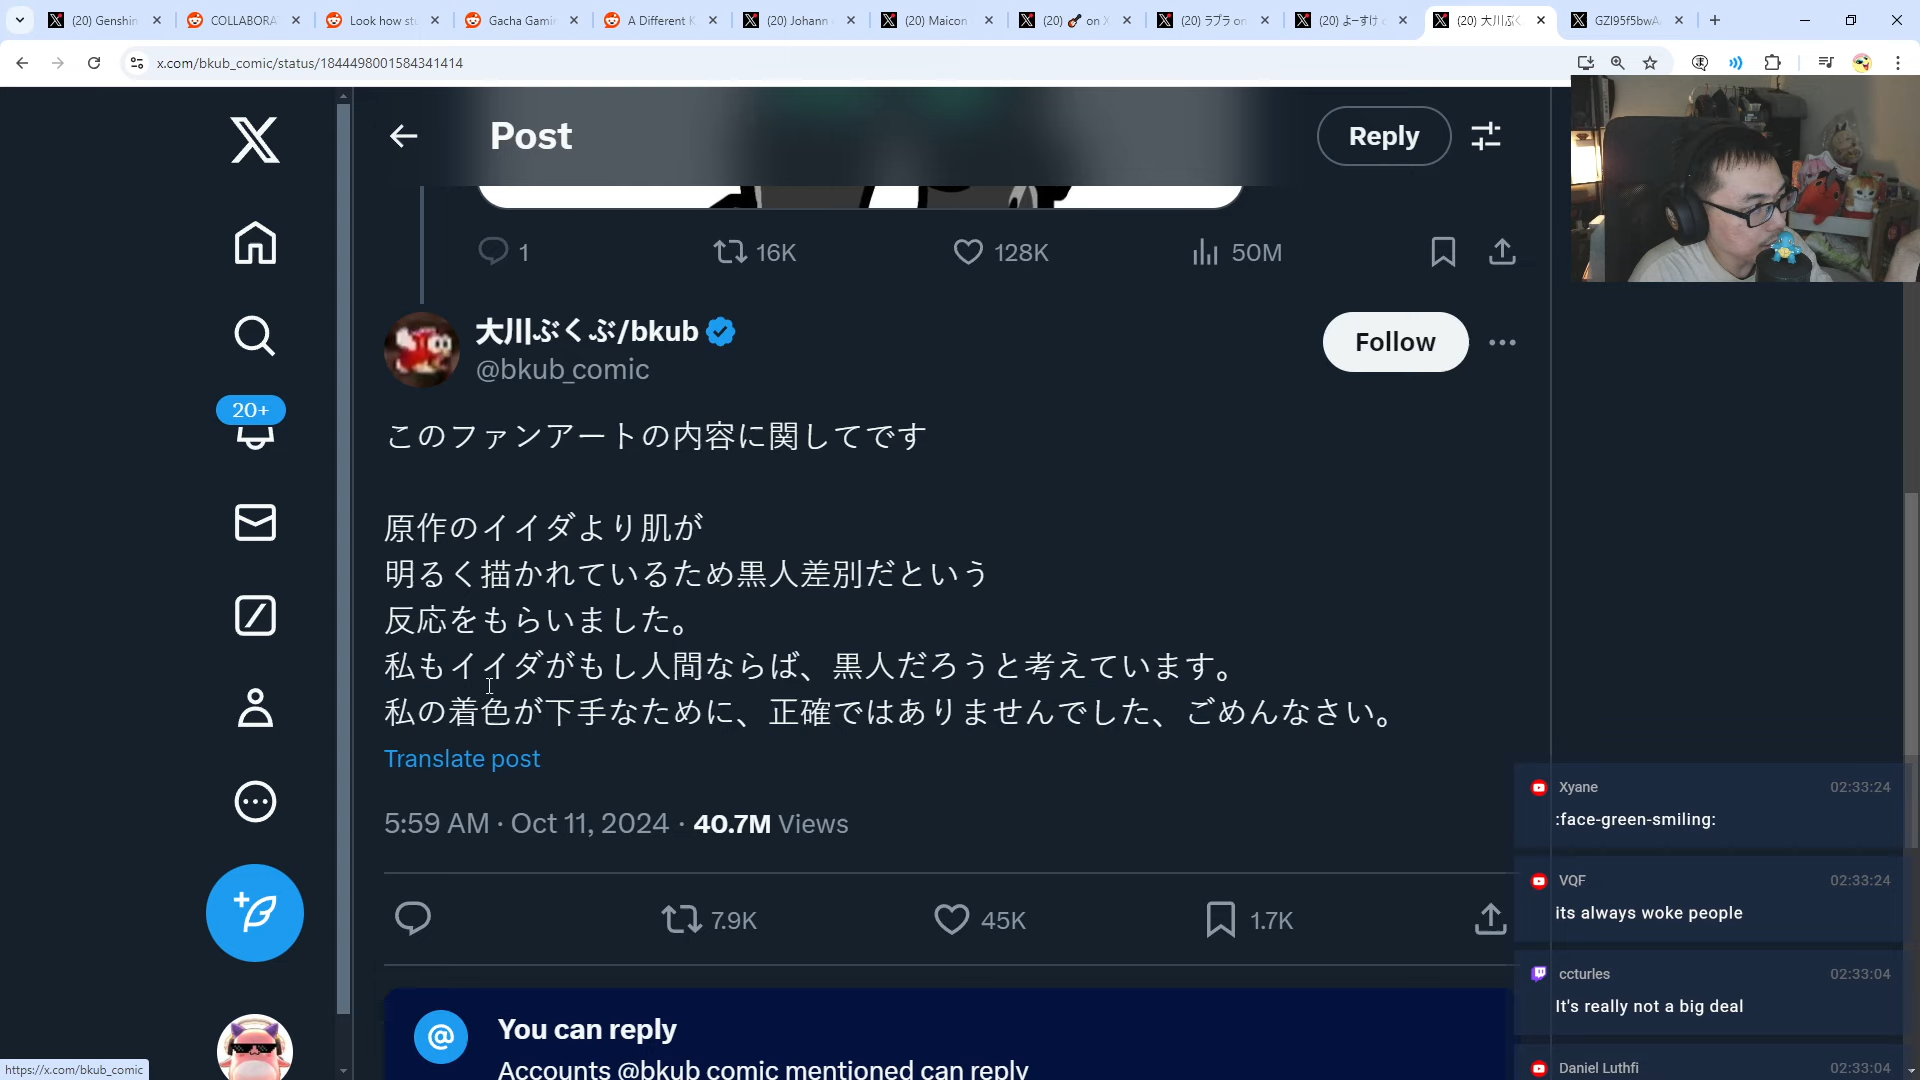 (20) Genshin
COLLABORA
Look how stu
Gacha Gami
A Different K
(20) Johann
(20) Maicon
(20) 🎸 on X
(20) ラプラ on
(20) よーすけ
(20) 大川ぶく
GZI95f5bwA
x.com/bkub_comic/status/1844498001584341414
Post
Reply
1
16K
128K
50M
大川ぶくぶ/bkub
@bkub_comic
Follow
20+
このファンアートの内容に関してです
原作のイイダより肌が
明るく描かれているため黒人差別だという
反応をもらいました。
私もイイダがもし人間ならば、黒人だろうと考えています。
私の着色が下手なために、正確ではありませんでした、ごめんなさい。
Translate post
5:59 AM · Oct 11, 2024 · 40.7M Views
7.9K
45K
1.7K
You can reply
Accounts @bkub_comic mentioned can reply
Xyane
02:33:24
:face-green-smiling:
VQF
02:33:24
its always woke people
ccturles
02:33:04
It's really not a big deal
Daniel Luthfi
02:33:04
https://x.com/bkub_comic